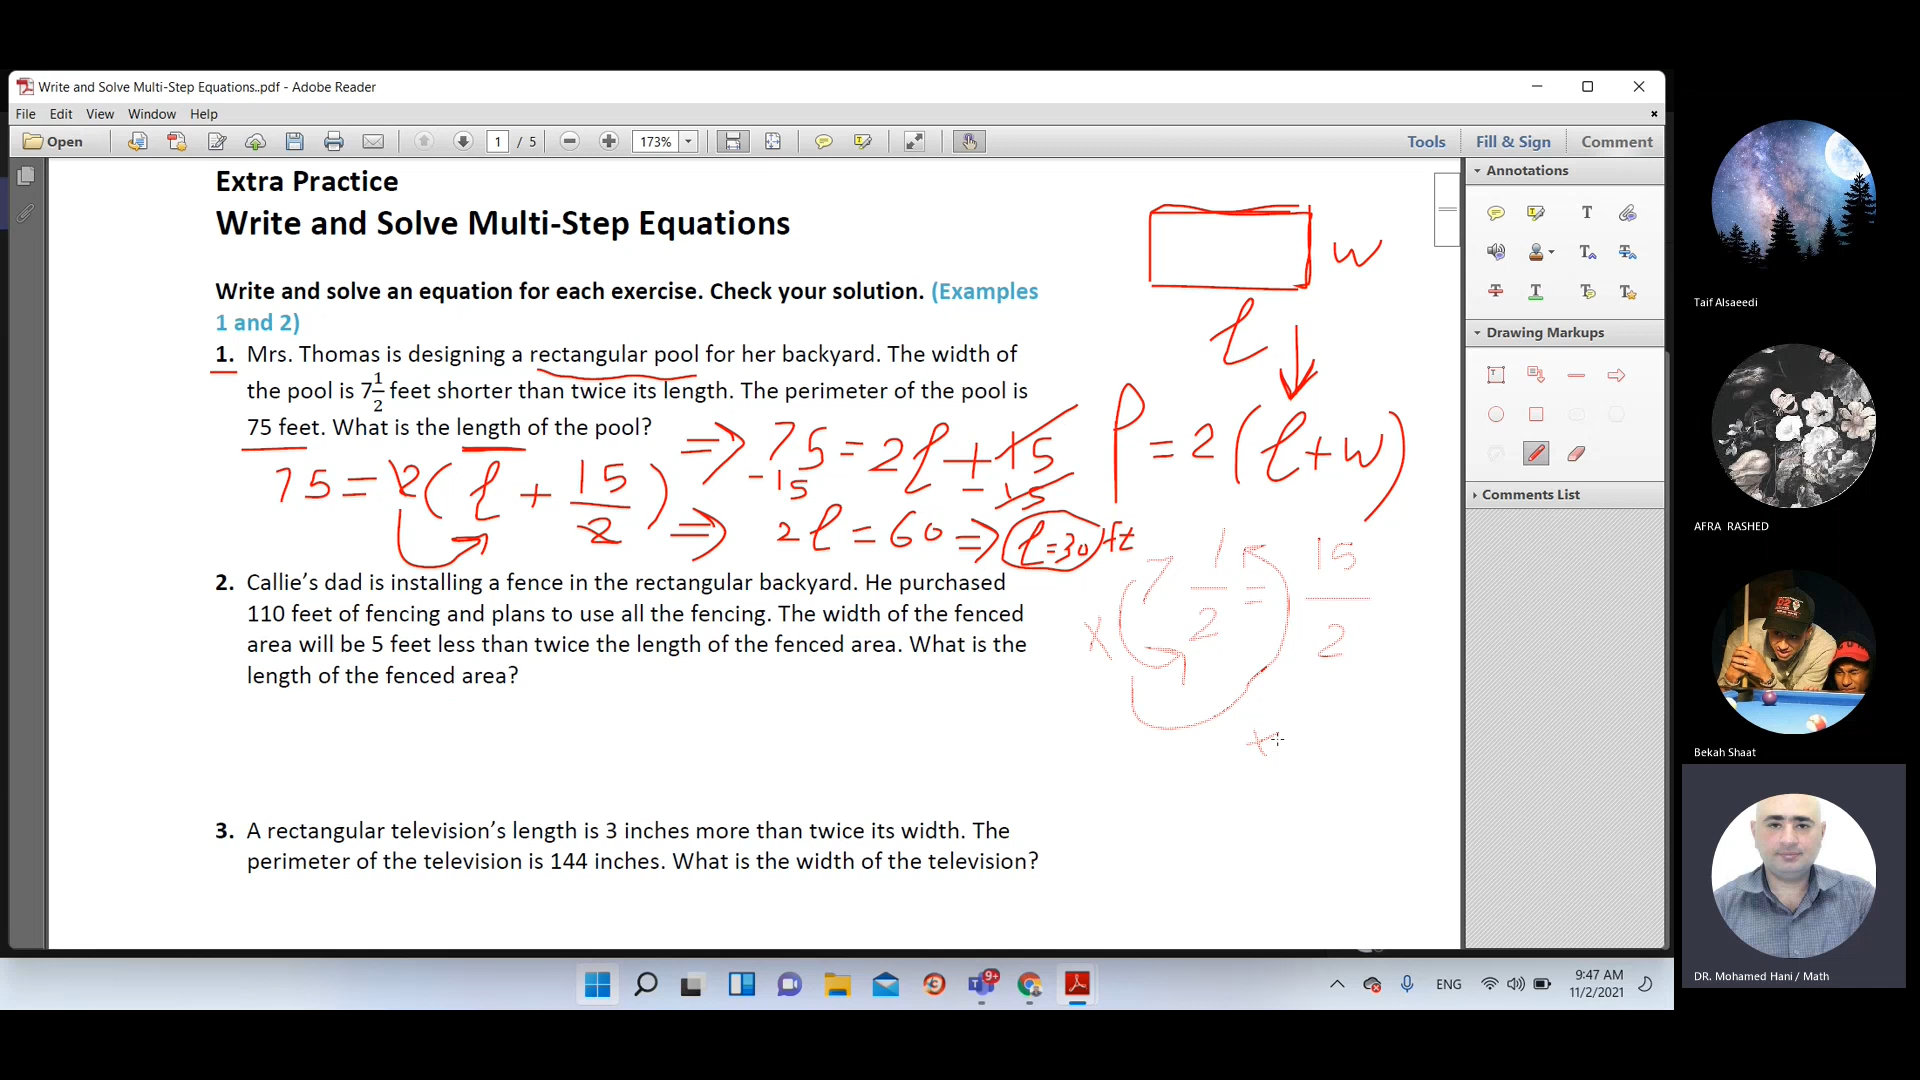 Write and Solve Multi-Step Equations..pdf - Adobe Reader
File Edit View Window Help
Open 1 / 5 173% Tools Fill & Sign Comment
Annotations
Drawing Markups
Comments List
Extra Practice
Write and Solve Multi-Step Equations
Write and solve an equation for each exercise. Check your solution. (Examples
1 and 2)
1. Mrs. Thomas is designing a rectangular pool for her backyard. The width of
the pool is 7 1/2 feet shorter than twice its length. The perimeter of the pool is
75 feet. What is the length of the pool?
w
l
P = 2 (l + w)
75 = 2 ( l + 15/2 ) => 75 = 2l + 15
-15 - 15
=> 2l = 60 => l = 30 ft
7 1/2 = 15/2
x
+
2. Callie’s dad is installing a fence in the rectangular backyard. He purchased
110 feet of fencing and plans to use all the fencing. The width of the fenced
area will be 5 feet less than twice the length of the fenced area. What is the
length of the fenced area?
3. A rectangular television’s length is 3 inches more than twice its width. The
perimeter of the television is 144 inches. What is the width of the television?
Taif Alsaeedi
AFRA RASHED
Bekah Shaat
DR. Mohamed Hani / Math
9+
ENG
9:47 AM
11/2/2021